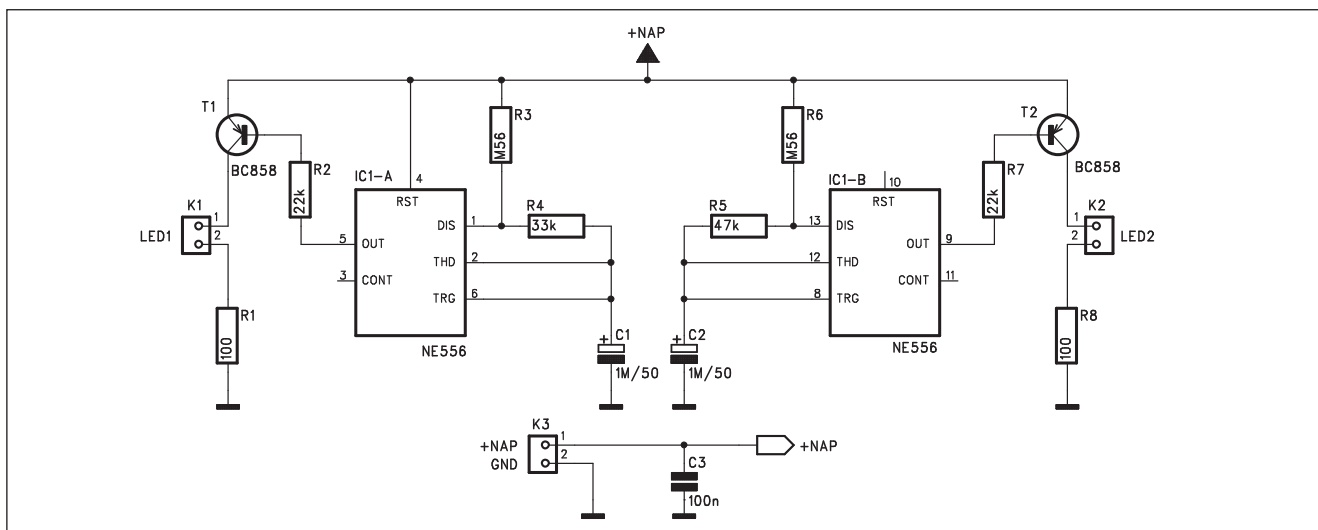 +NAP
T1
BC858
R2
22k
R3
M56
R6
M56
T2
BC858
R7
22k
K1
1
2
LED1
R1
100
IC1-A
4
RST
DIS
1
5
OUT
THD
2
3
CONT
TRG
6
NE556
R4
33k
R5
47k
C1
+
1M/50
C2
+
1M/50
IC1-B
10
RST
13
DIS
12
THD
OUT
9
8
TRG
CONT
11
NE556
K2
1
2
LED2
R8
100
K3
+NAP
1
GND
2
+NAP
C3
100n